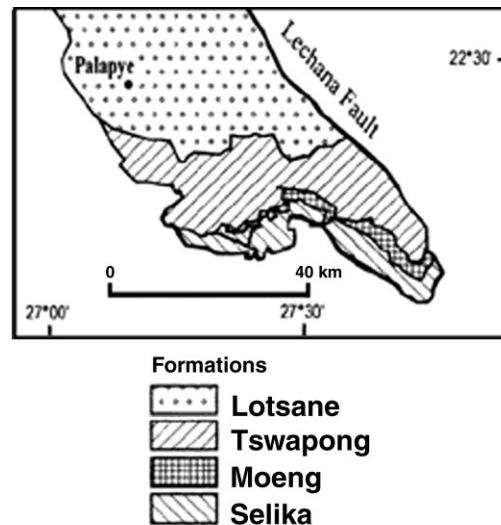 Palapye
Lechana Fault
22°30'
0
40 km
27°00'
27°30
Formations
Lotsane
Tswapong
Moeng
Selika